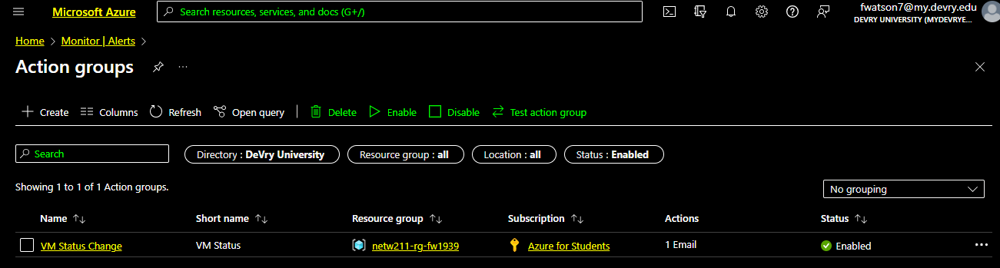 Microsoft Azure
Search resources, services, and docs (G+/)
fwatson7@my.devry.edu
DEVRY UNIVERSITY (MYDEVRYE...
Home > Monitor | Alerts >
Action groups
Create Columns Refresh Open query | Delete Enable Disable Test action group
Search Directory : DeVry University Resource group : all Location : all Status : Enabled
Showing 1 to 1 of 1 Action groups.
No grouping
Name Short name Resource group Subscription Actions Status
VM Status Change VM Status netw211-rg-fw1939 Azure for Students 1 Email Enabled